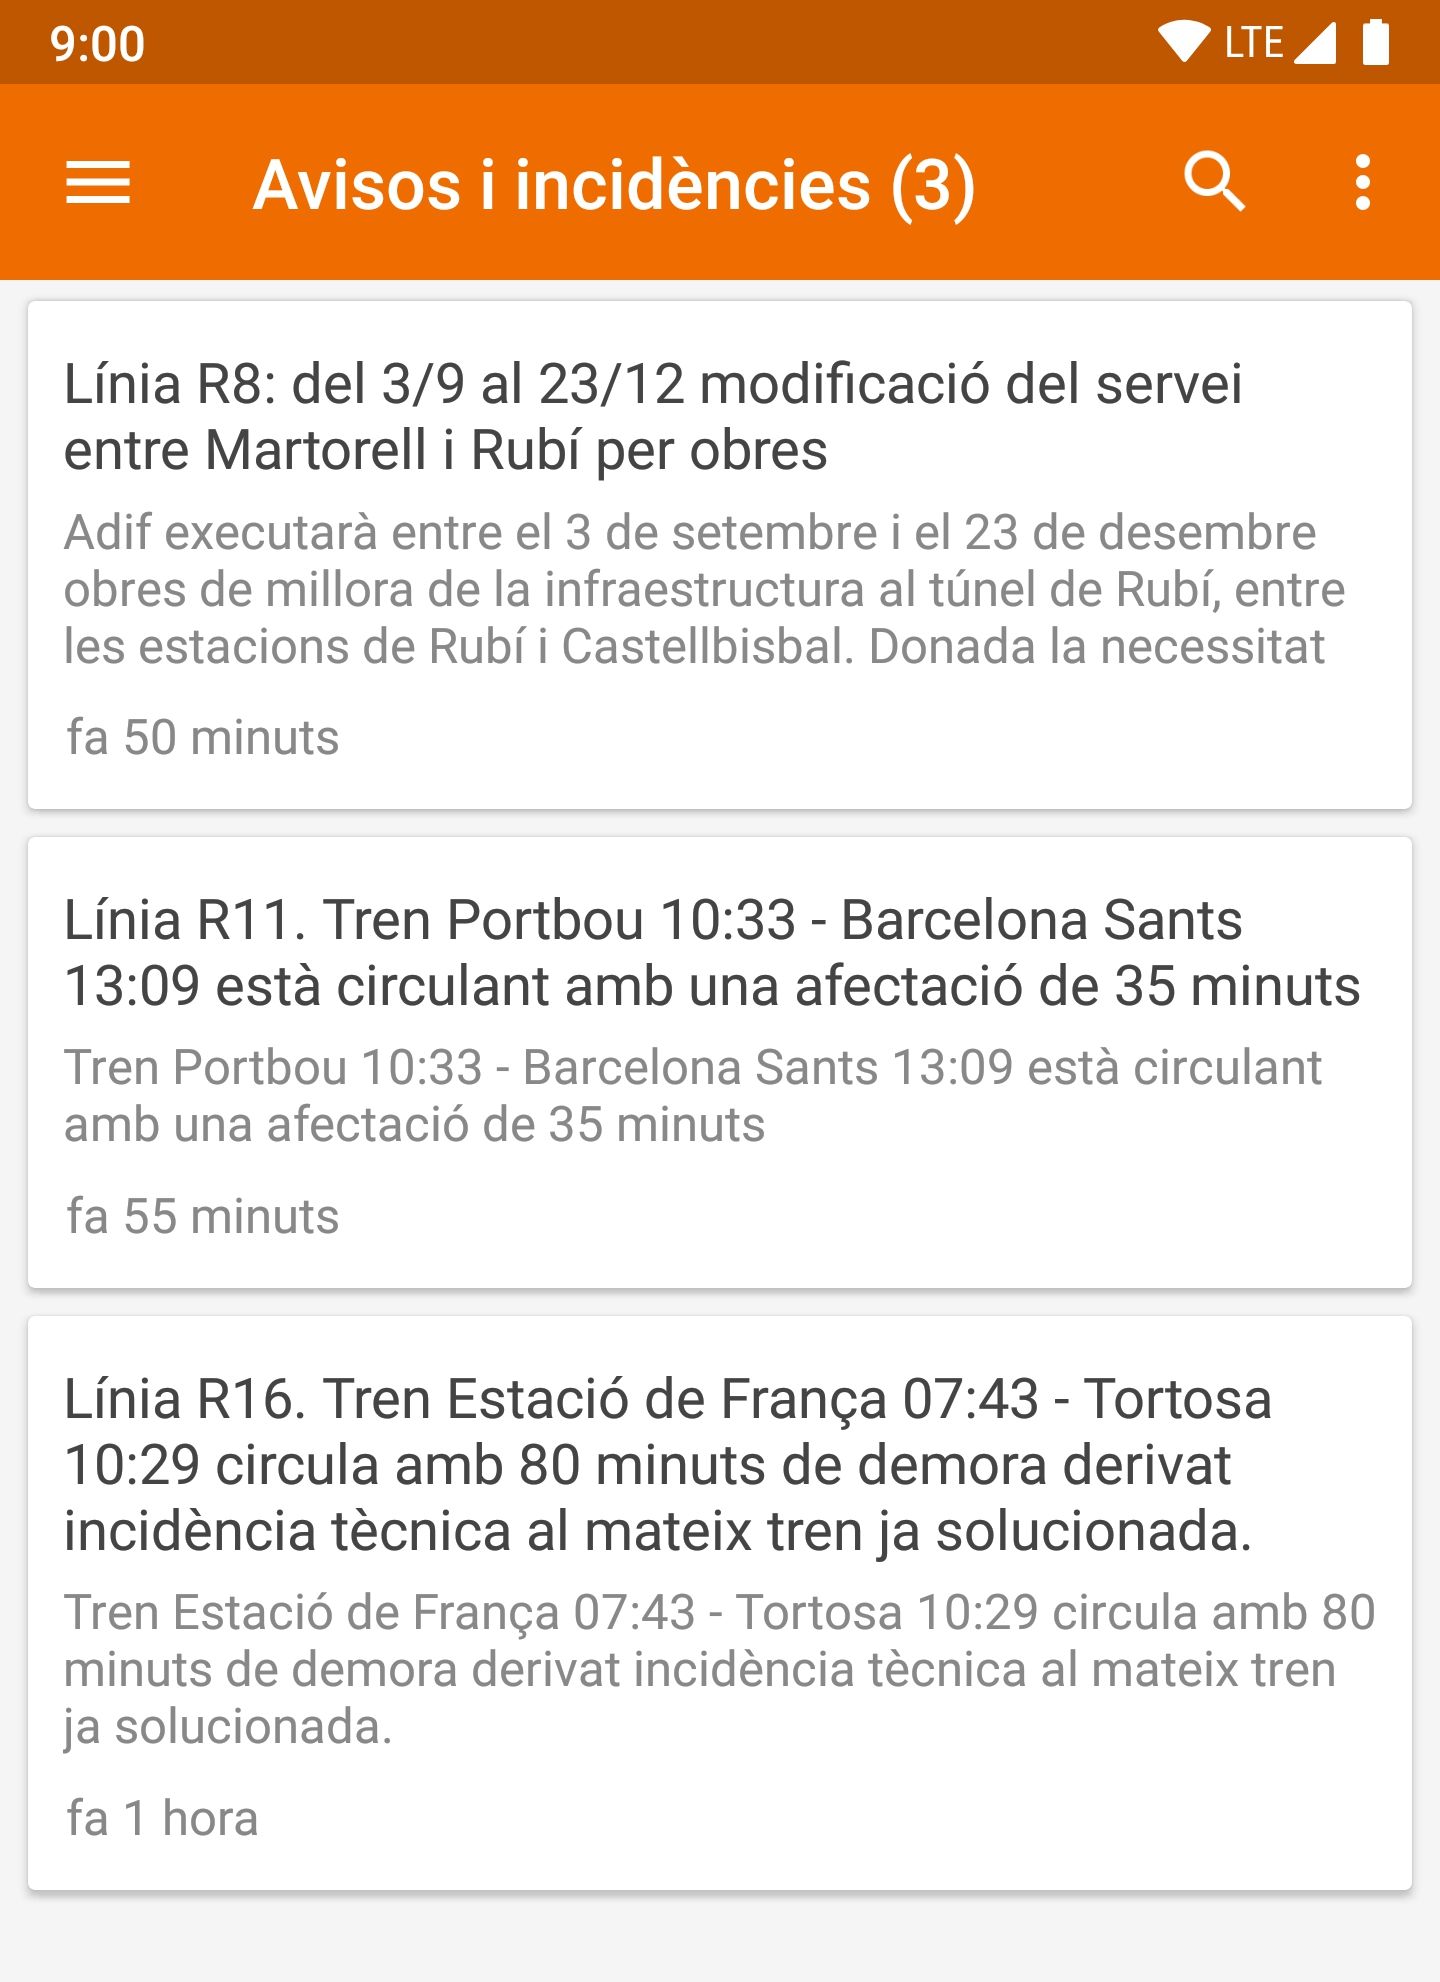 9:00 LTE
Avisos i incidències (3)
Línia R8: del 3/9 al 23/12 modificació del servei
entre Martorell i Rubí per obres
Adif executarà entre el 3 de setembre i el 23 de desembre
obres de millora de la infraestructura al túnel de Rubí, entre
les estacions de Rubí i Castellbisbal. Donada la necessitat
fa 50 minuts
Línia R11. Tren Portbou 10:33 - Barcelona Sants
13:09 està circulant amb una afectació de 35 minuts
Tren Portbou 10:33 - Barcelona Sants 13:09 està circulant
amb una afectació de 35 minuts
fa 55 minuts
Línia R16. Tren Estació de França 07:43 - Tortosa
10:29 circula amb 80 minuts de demora derivat
incidència tècnica al mateix tren ja solucionada.
Tren Estació de França 07:43 - Tortosa 10:29 circula amb 80
minuts de demora derivat incidència tècnica al mateix tren
ja solucionada.
fa 1 hora